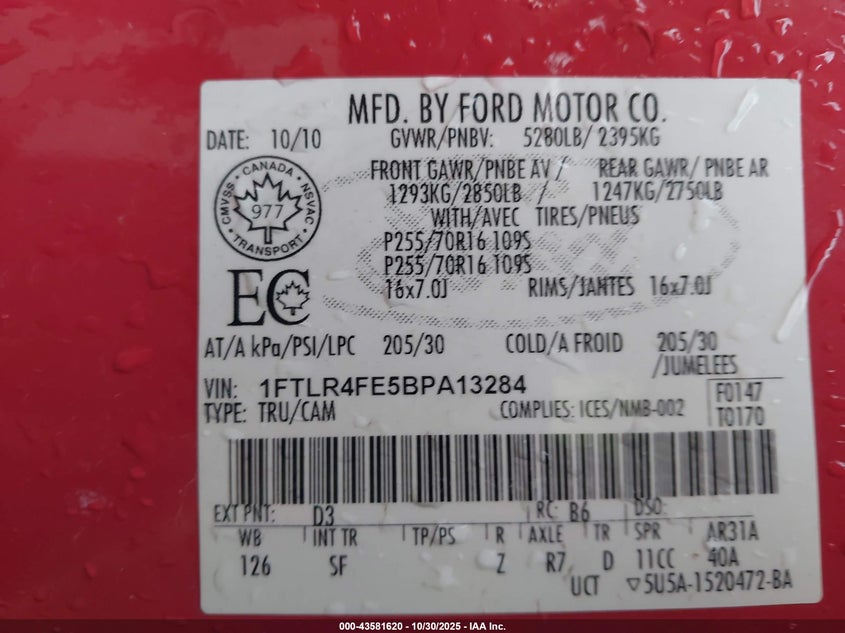 MFD. BY FORD MOTOR CO.
DATE: 10/10 GVWR/PNBV: 5280LB/ 2395KG
FRONT GAWR/PNBE AV / REAR GAWR/ PNBE AR
1293KG/2850LB / 1247KG/2750LB
WITH/AVEC TIRES/PNEUS
P255/70R16 109S
P255/70R16 109S
16x7.0J RIMS/JANTES 16x7.0J
CANADA
CMVSS NSVAC
977
TRANSPORT
EC
AT/A kPa/PSI/LPC 205/30 COLD/A FROID 205/30
/JUMELEES
VIN: 1FTLR4FE5BPA13284
F0147
TYPE: TRU/CAM COMPLIES: ICES/NMB-002 T0170
EXT PNT: D3 RC: B6 DSO:
WB INT TR TP/PS R AXLE TR SPR AR31A
126 SF Z R7 D 11CC 40A
UCT ▽5U5A-1520472-BA
000-43581620 - 10/30/2025 - IAA Inc.